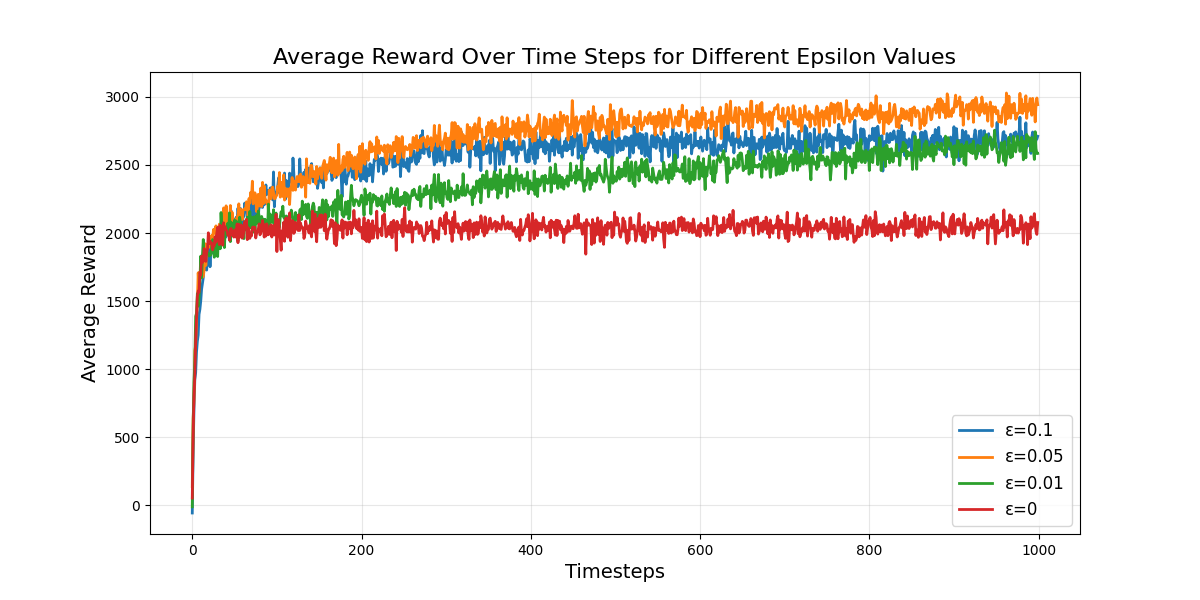 Average Reward Over Time Steps for Different Epsilon Values
Average Reward
3000
2500
2000
1500
1000
500
0
0 200 400 600 800 1000
Timesteps
ε=0.1
ε=0.05
ε=0.01
ε=0